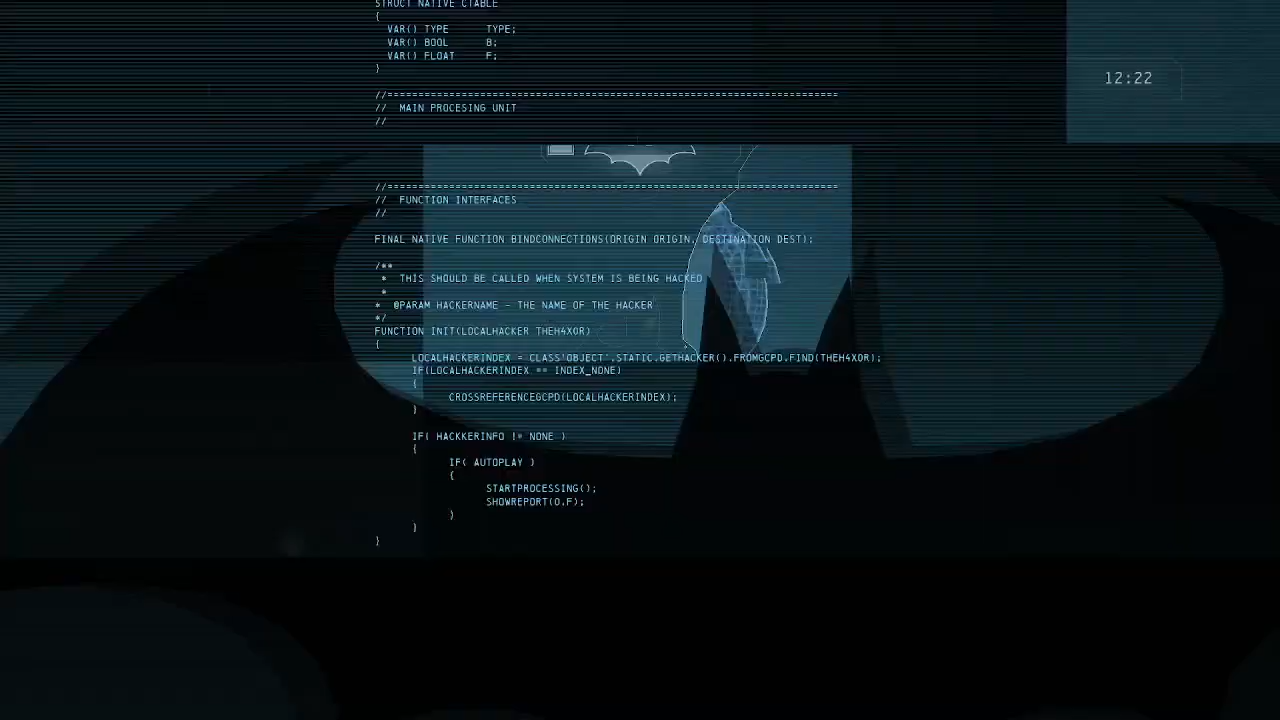 STRUCT NATIVE CTABLE
{
VAR() TYPE TYPE;
VAR() BOOL B;
VAR() FLOAT F;
}
//=========================================================================
// MAIN PROCESING UNIT
//
12:22
//=========================================================================
// FUNCTION INTERFACES
//
FINAL NATIVE FUNCTION BINDCONNECTIONS(ORIGIN ORIGIN, DESTINATION DEST);
/**
* THIS SHOULD BE CALLED WHEN SYSTEM IS BEING HACKED
*
* @PARAM HACKERNAME - THE NAME OF THE HACKER
*/
FUNCTION INIT(LOCALHACKER THEH4X0R)
{
LOCALHACKERINDEX = CLASS'OBJECT'.STATIC.GETHACKER().FROMGCPD.FIND(THEH4X0R);
IF(LOCALHACKERINDEX == INDEX_NONE)
{
CROSSREFERENCEGCPD(LOCALHACKERINDEX);
}
IF( HACKKERINFO != NONE )
{
IF( AUTOPLAY )
{
STARTPROCESSING();
SHOWREPORT(0.F);
}
}
}